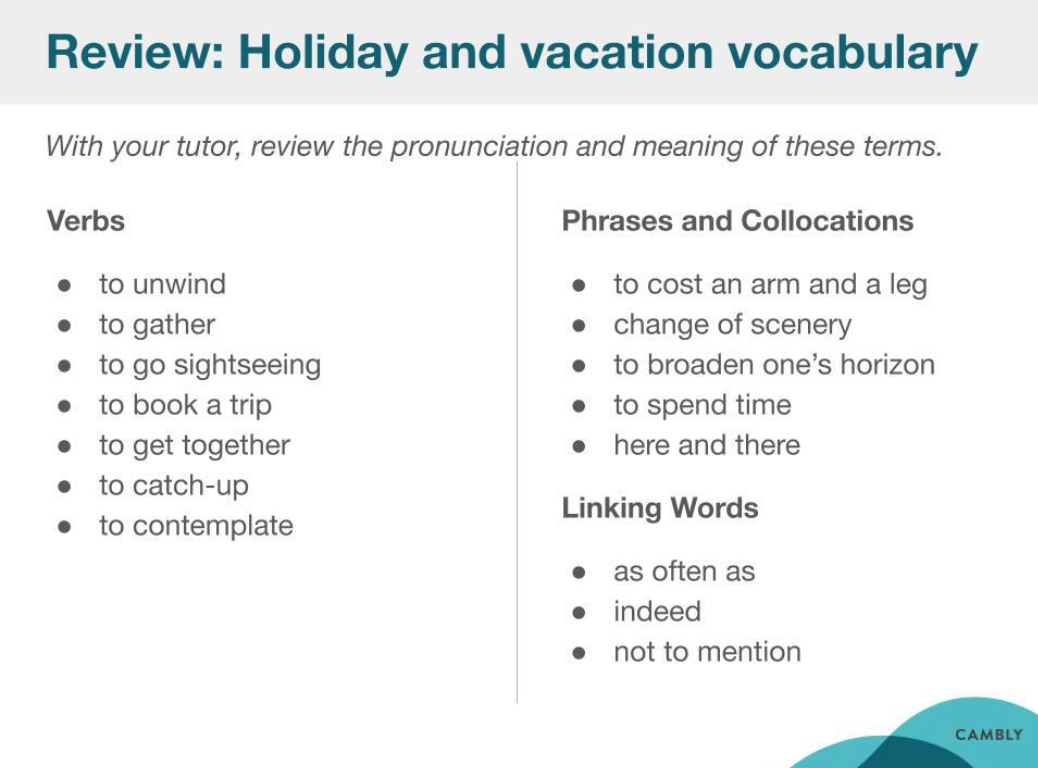 Review: Holiday and vacation vocabulary
With your tutor, review the pronunciation and meaning of these terms.
Verbs
● to unwind
● to gather
● to go sightseeing
● to book a trip
● to get together
● to catch-up
● to contemplate
Phrases and Collocations
● to cost an arm and a leg
● change of scenery
● to broaden one’s horizon
● to spend time
● here and there
Linking Words
● as often as
● indeed
● not to mention
CAMBLY